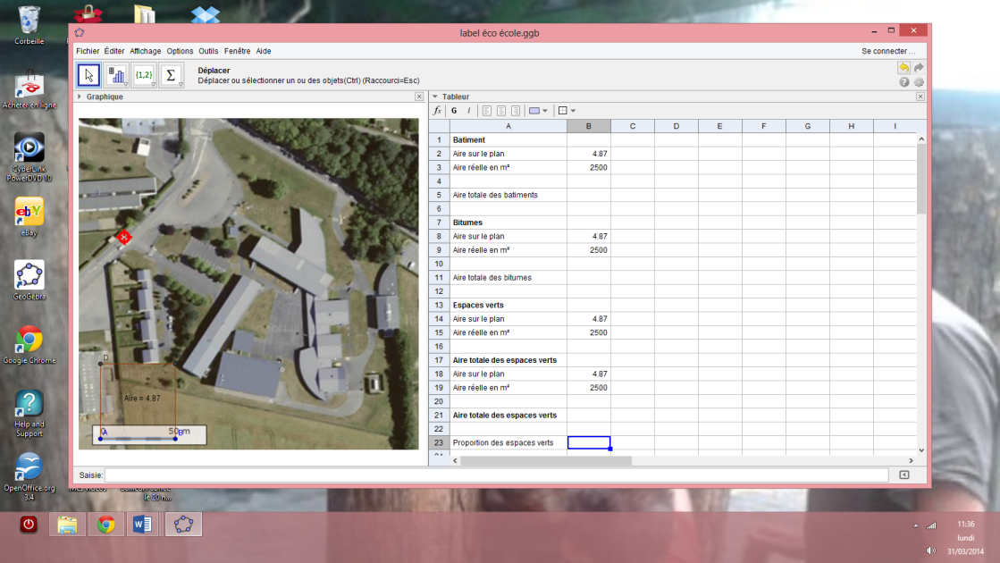 label éco école.ggb
Fichier Éditer Affichage Options Outils Fenêtre Aide
Se connecter ...
{1,2}
Σ
Déplacer
Déplacer ou sélectionner un ou des objets(Ctrl) (Raccourci=Esc)
Graphique
Tableur
fx G I
A B C D E F G H I
1 Batiment
2 Aire sur le plan 4.87
3 Aire réelle en m² 2500
4
5 Aire totale des batiments
6
7 Bitumes
8 Aire sur le plan 4.87
9 Aire réelle en m² 2500
10
11 Aire totale des bitumes
12
13 Espaces verts
14 Aire sur le plan 4.87
15 Aire réelle en m² 2500
16
17 Aire totale des espaces verts
18 Aire sur le plan 4.87
19 Aire réelle en m² 2500
20
21 Aire totale des espaces verts
22
23 Proportion des espaces verts
D
Aire = 4.87
0 50 m
A B
Saisie:
Corbeille
Acheter en ligne
CyberLink
PowerDVD 10
ebY
eBay
GeoGebra
Google Chrome
Help and
Support
OpenOffice.org
3.4
le 20 n...
11:36
lundi
31/03/2014